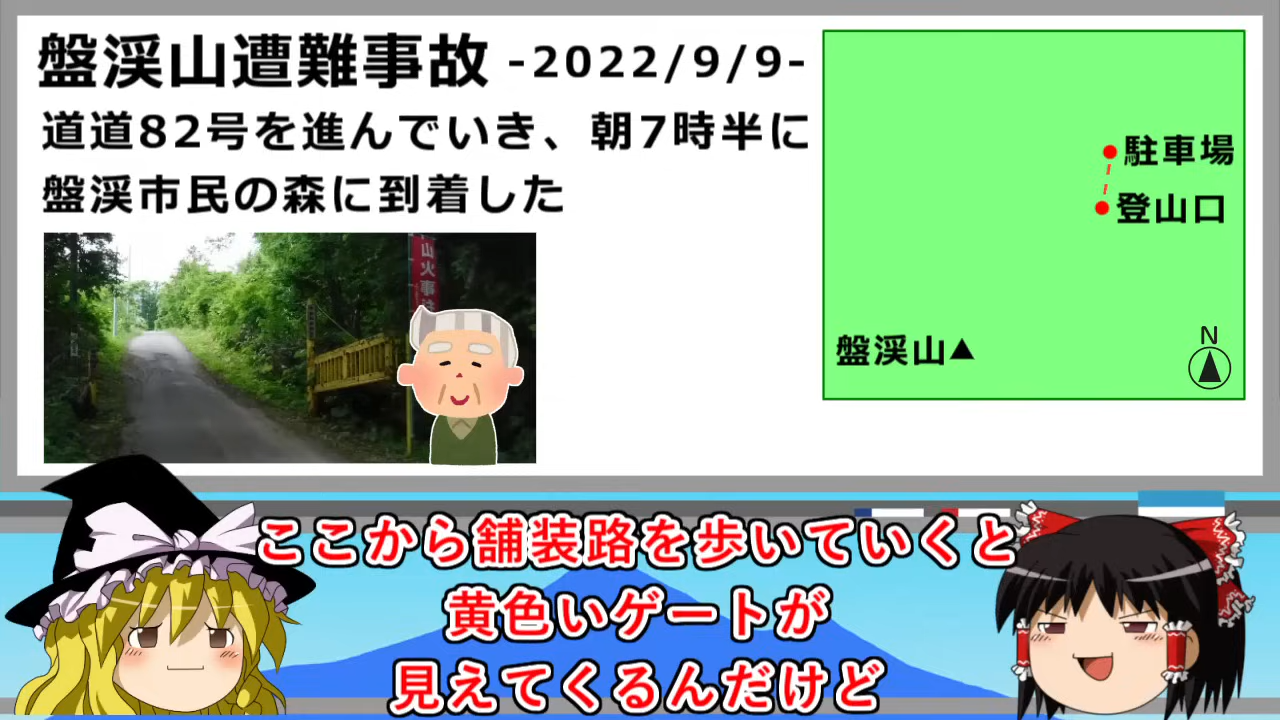 盤渓山遭難事故 -2022/9/9-
道道82号を進んでいき、朝7時半に
盤渓市民の森に到着した
駐車場
登山口
盤渓山▲
N
山火事
ここから舗装路を歩いていくと
黄色いゲートが
見えてくるんだけど